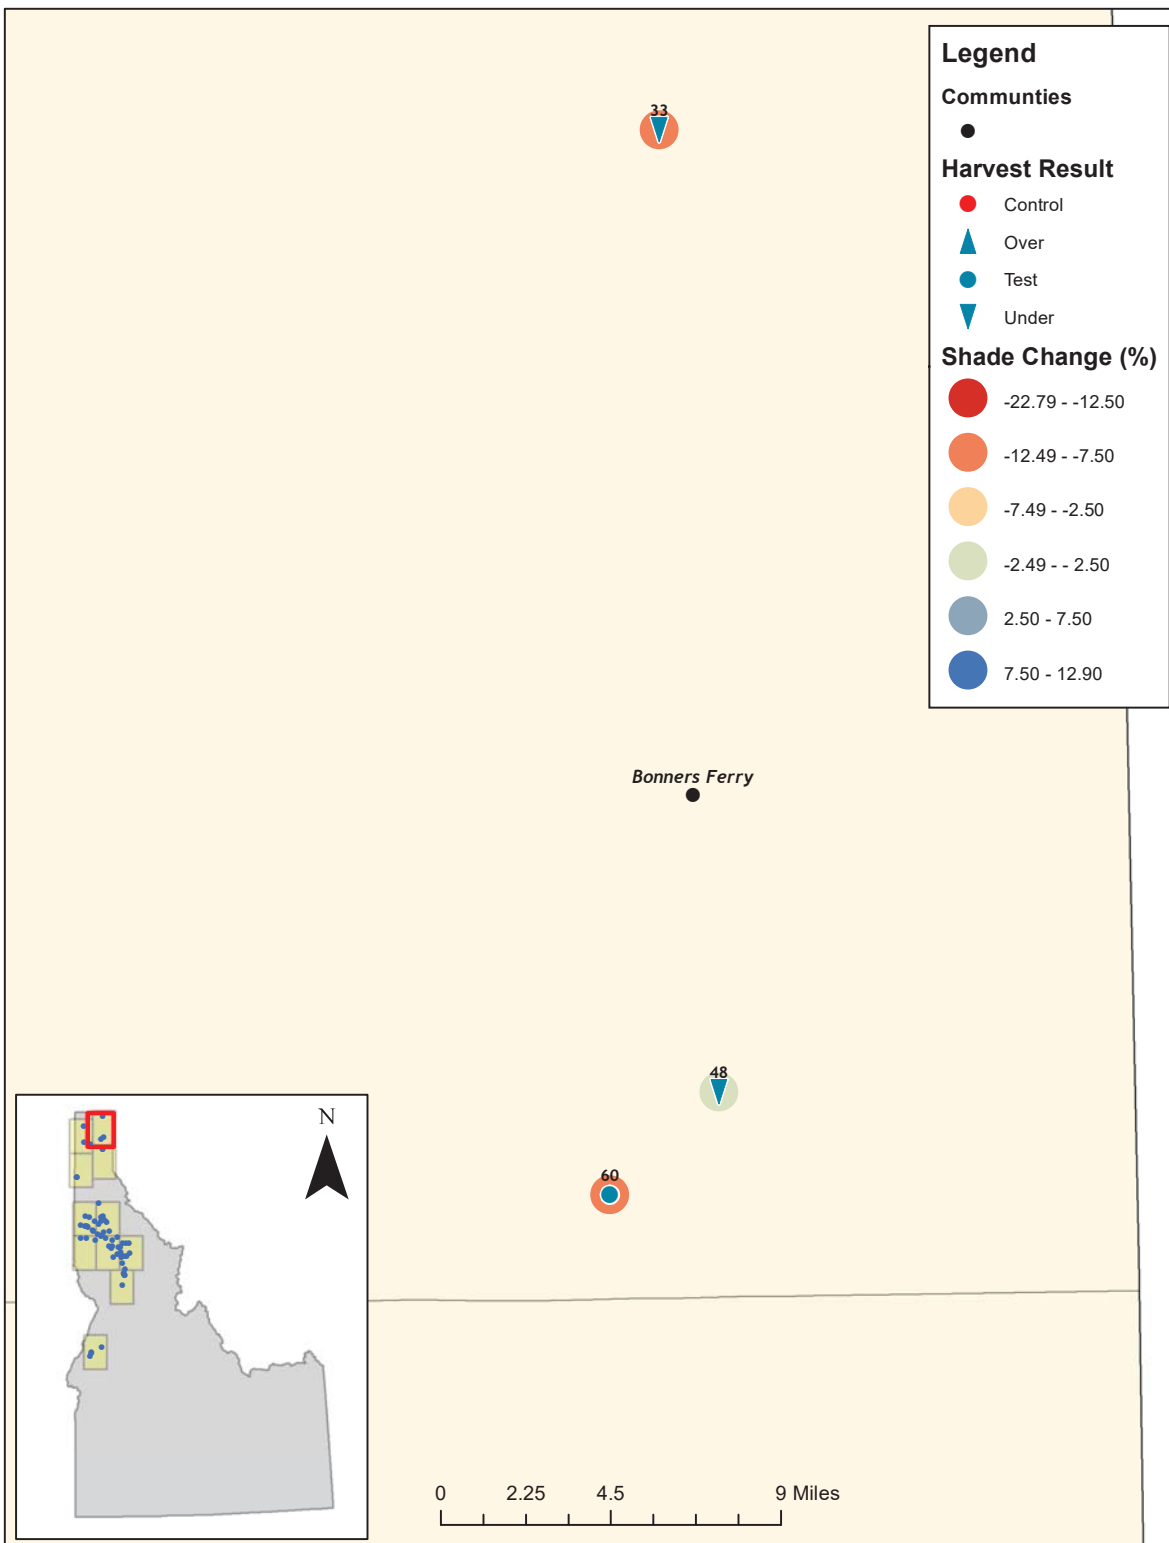 33
Legend
Communties
Harvest Result
Control
Over
Test
Under
Shade Change (%)
-22.79 - -12.50
-12.49 - -7.50
-7.49 - -2.50
-2.49 - - 2.50
2.50 - 7.50
7.50 - 12.90
Bonners Ferry
48
60
N
0 2.25 4.5 9 Miles